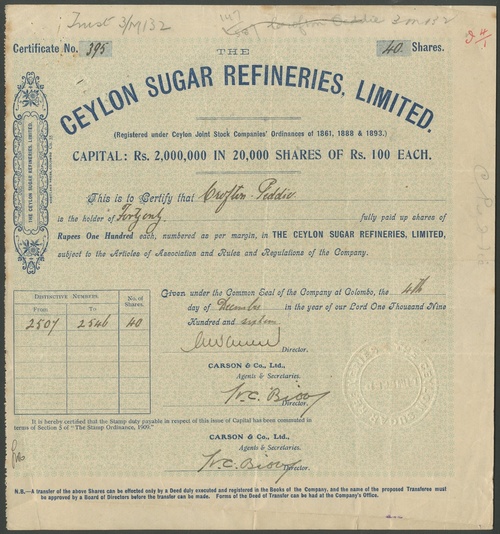 Trust 3/11/32
147
Certificate No. 395
40 Shares.
THE
CEYLON SUGAR REFINERIES, LIMITED.
(Registered under Ceylon Joint Stock Companies' Ordinances of 1861, 1888 & 1893.)
CAPITAL: Rs. 2,000,000 IN 20,000 SHARES OF Rs. 100 EACH.
This is to Certify that Crofton Peddie
is the holder of Forty only fully paid up shares of
Rupees One Hundred each, numbered as per margin, in THE CEYLON SUGAR REFINERIES, LIMITED,
subject to the Articles of Association and Rules and Regulations of the Company.
THE CEYLON SUGAR REFINERIES, LIMITED.
Given under the Common Seal of the Company at Colombo, the 4th
day of December in the year of our Lord One Thousand Nine
Hundred and sixteen
Director.
DISTINCTIVE NUMBERS No. of Shares.
From To
2507 2546 40
CARSON & Co., Ltd.,
Agents & Secretaries.
Director.
It is hereby certified that the Stamp duty payable in respect of this issue of Capital has been commuted in
terms of Section 5 of "The Stamp Ordinance, 1909."
CARSON & Co., Ltd.,
Agents & Secretaries.
Director.
N.B.—A transfer of the above Shares can be effected only by a Deed duly executed and registered in the Books of the Company, and the name of the proposed Transferee must
be approved by a Board of Directors before the transfer can be made. Forms of the Deed of Transfer can be had at the Company's Office.